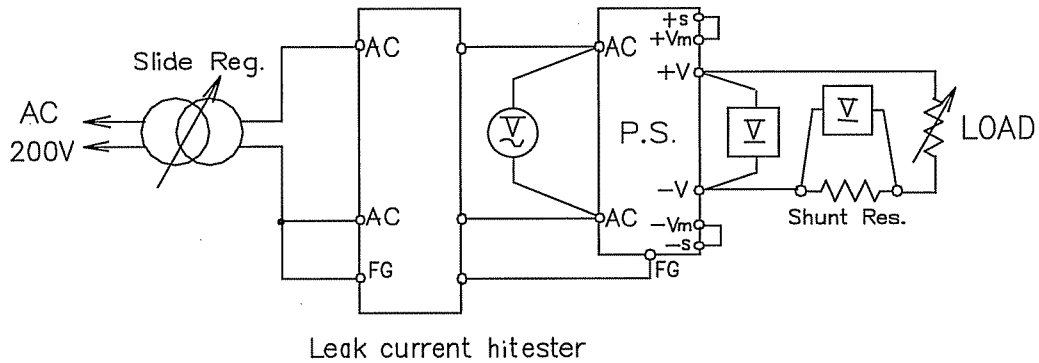 Slide Reg.
AC
200V
AC
AC
FG
Leak current hitester
V
AC
AC
P.S.
+s
+Vm
+V
-V
-Vm
-s
FG
V
V
Shunt Res.
LOAD